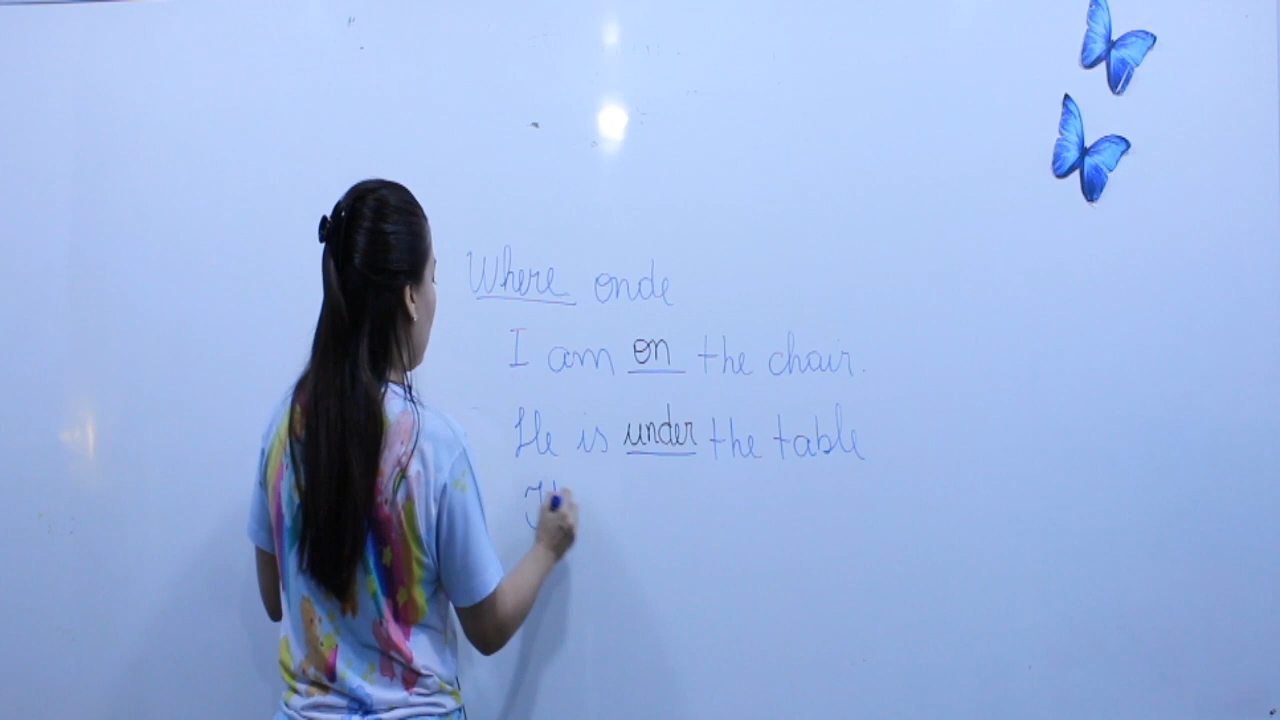 Where onde
I am on the chair.
He is under the table